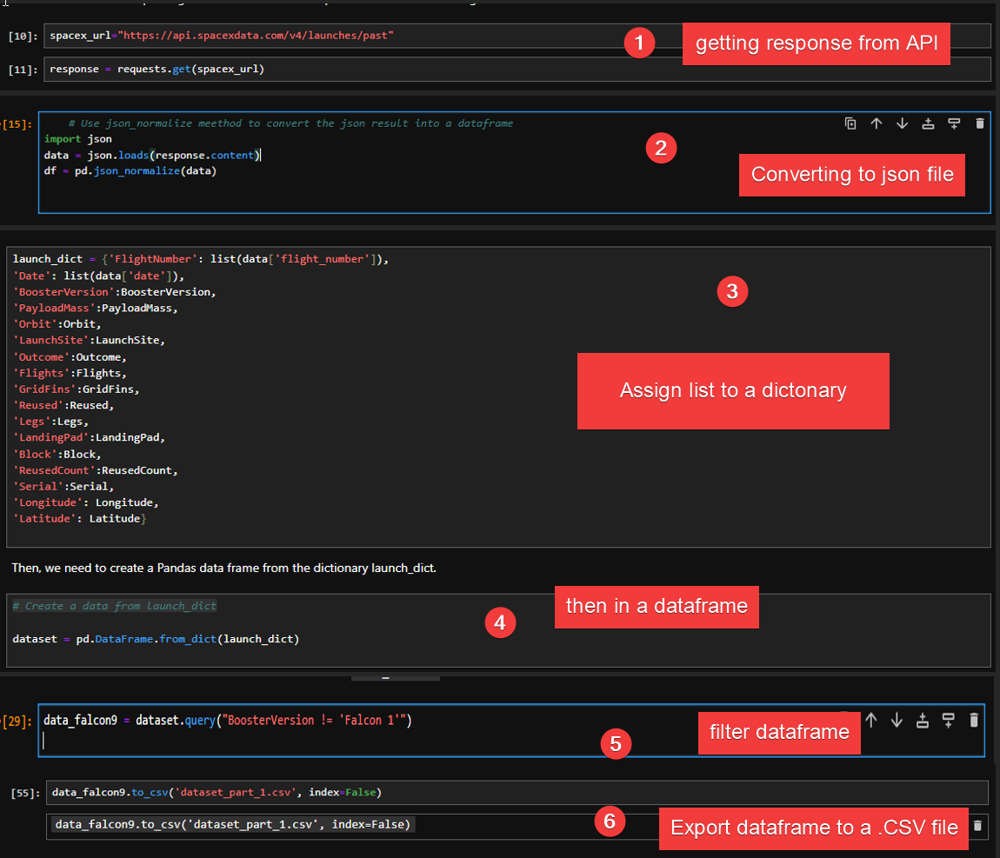 [10]: spacex_url="https://api.spacexdata.com/v4/launches/past"
1
getting response from API
[11]: response = requests.get(spacex_url)
[15]: # Use json_normalize meethod to convert the json result into a dataframe
import json
data = json.loads(response.content)
df = pd.json_normalize(data)
2
Converting to json file
launch_dict = {'FlightNumber': list(data['flight_number']),
'Date': list(data['date']),
'BoosterVersion':BoosterVersion,
'PayloadMass':PayloadMass,
'Orbit':Orbit,
'LaunchSite':LaunchSite,
'Outcome':Outcome,
'Flights':Flights,
'GridFins':GridFins,
'Reused':Reused,
'Legs':Legs,
'LandingPad':LandingPad,
'Block':Block,
'ReusedCount':ReusedCount,
'Serial':Serial,
'Longitude': Longitude,
'Latitude': Latitude}
3
Assign list to a dictonary
Then, we need to create a Pandas data frame from the dictionary launch_dict.
# Create a data from launch_dict
dataset = pd.DataFrame.from_dict(launch_dict)
4
then in a dataframe
[29]: data_falcon9 = dataset.query("BoosterVersion != 'Falcon 1'")
5
filter dataframe
[55]: data_falcon9.to_csv('dataset_part_1.csv', index=False)
data_falcon9.to_csv('dataset_part_1.csv', index=False)
6
Export dataframe to a .CSV file